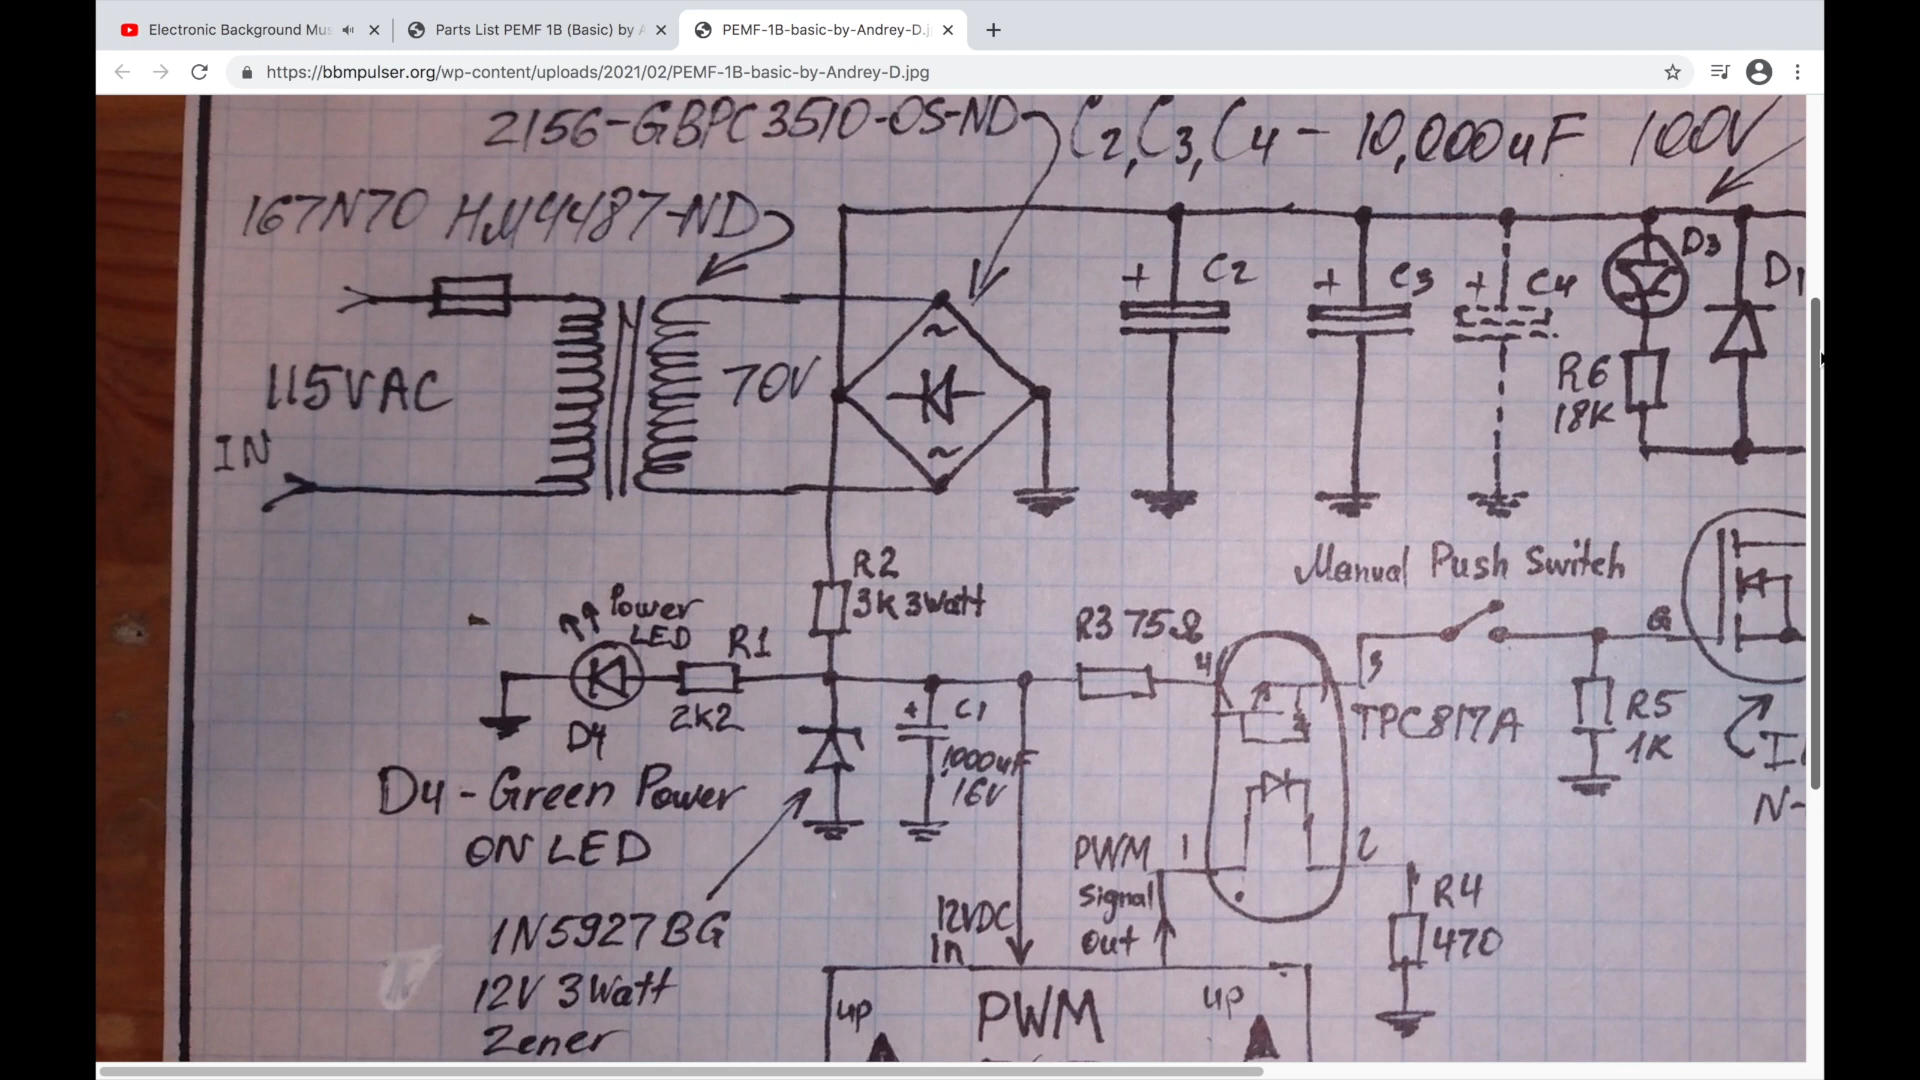 Electronic Background Mus
Parts List PEMF 1B (Basic) by A
PEMF-1B-basic-by-Andrey-D.j
https://bbmpulser.org/wp-content/uploads/2021/02/PEMF-1B-basic-by-Andrey-D.jpg
2156-GBPC3510-OS-ND
C2, C3, C4 - 10,000uF 100V
167N70 HM4487-ND
115VAC
IN
70V
~
~
+ C2
+ C3
+ C4
D3
D1
R6
18K
R2
3K 3Watt
Manual Push Switch
Power
LED
R1
2K2
D4
R3 75Ω
4
3
G
+ C1
1000uF
16V
TPC817A
R5
1K
D4 - Green Power
ON LED
PWM 1
Signal
Out
2
R4
470
12VDC
In
1N5927BG
12V 3Watt
Zener
N-
up
PWM
up